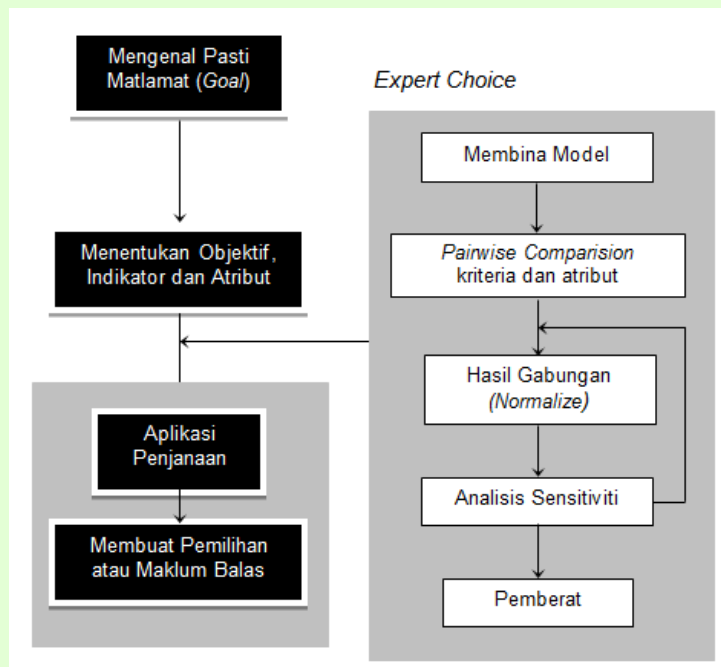 Mengenal Pasti
Matlamat (Goal)
Menentukan Objektif,
Indikator dan Atribut
Aplikasi
Penjanaan
Membuat Pemilihan
atau Maklum Balas
Expert Choice
Membina Model
Pairwise Comparision
kriteria dan atribut
Hasil Gabungan
(Normalize)
Analisis Sensitiviti
Pemberat